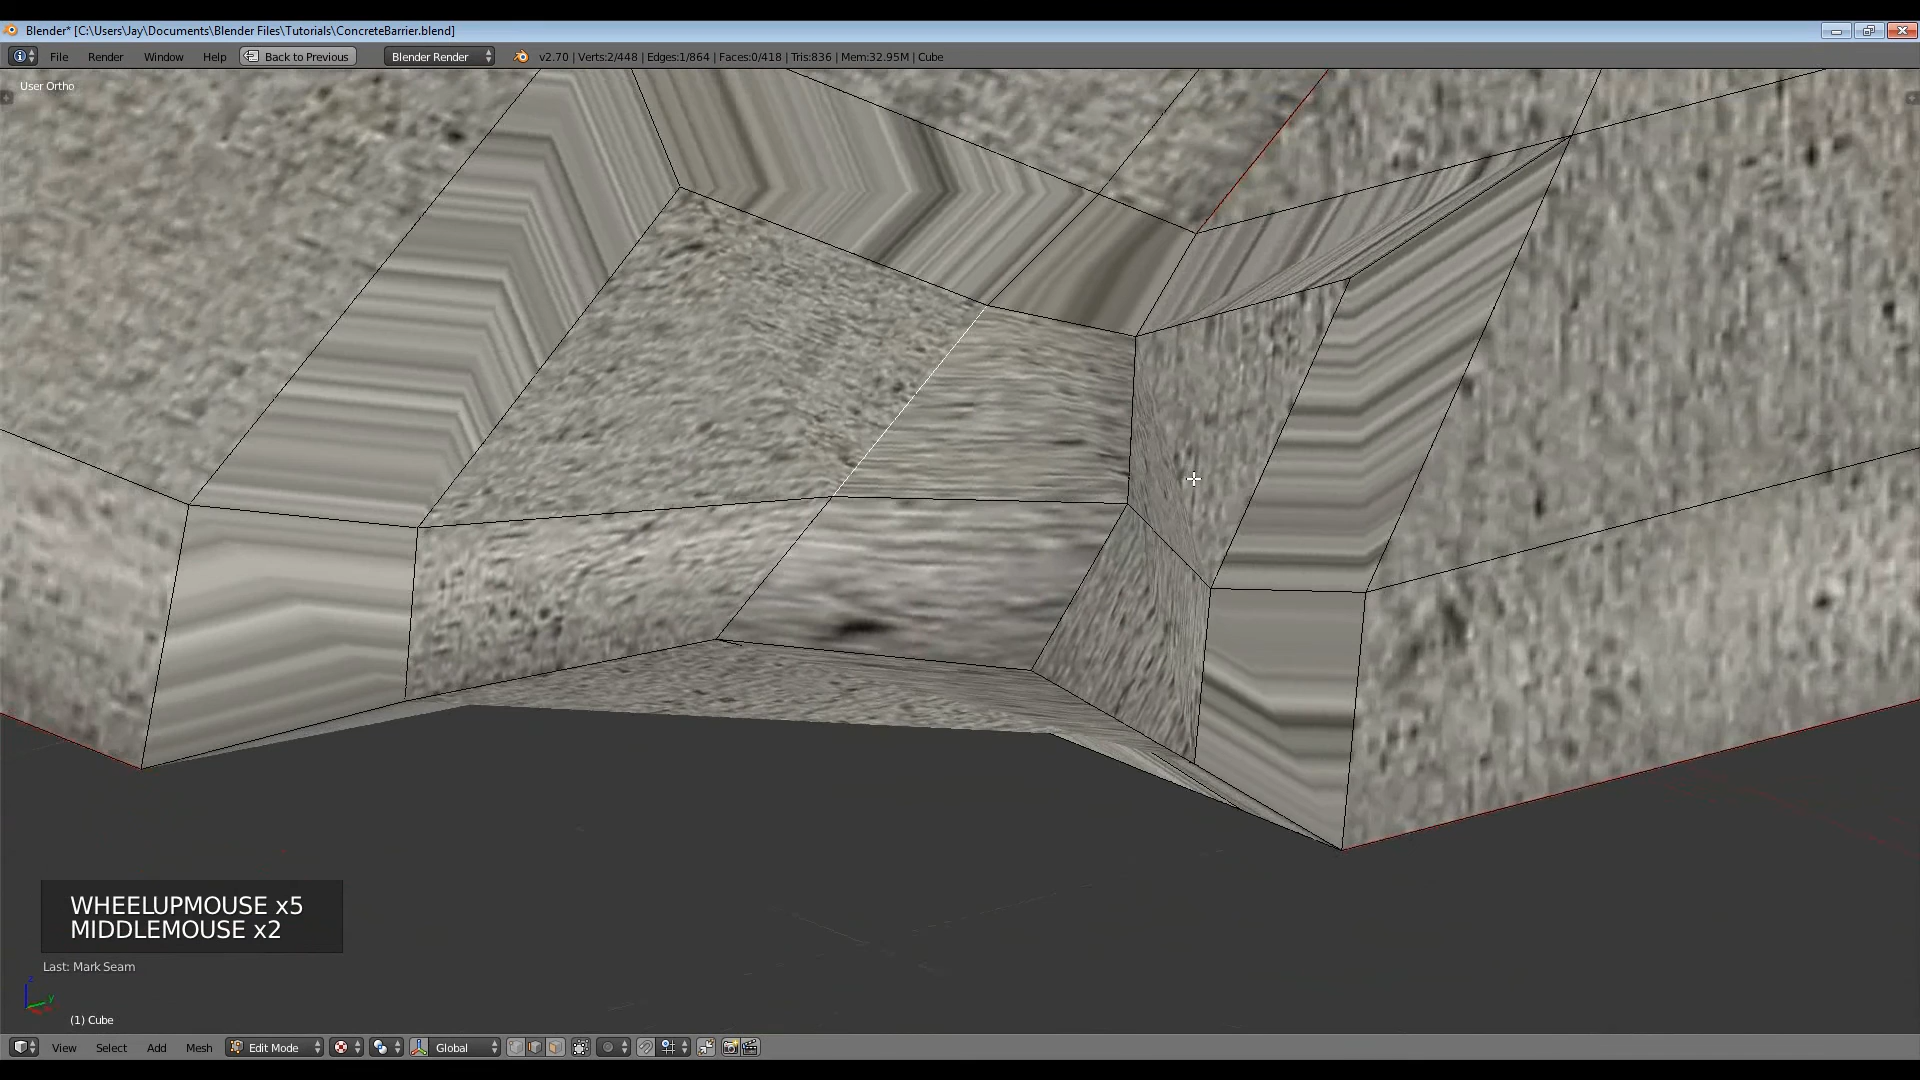 Blender* [C:\Users\Jay\Documents\Blender Files\Tutorials\ConcreteBarrier.blend]
File Render Window Help Back to Previous Blender Render v2.70 | Verts:2/448 | Edges:1/864 | Faces:0/418 | Tris:836 | Mem:32.95M | Cube
User Ortho
WHEELUPMOUSE x5
MIDDLEMOUSE x2
Last: Mark Seam
z
y
(1) Cube
View Select Add Mesh Edit Mode Global